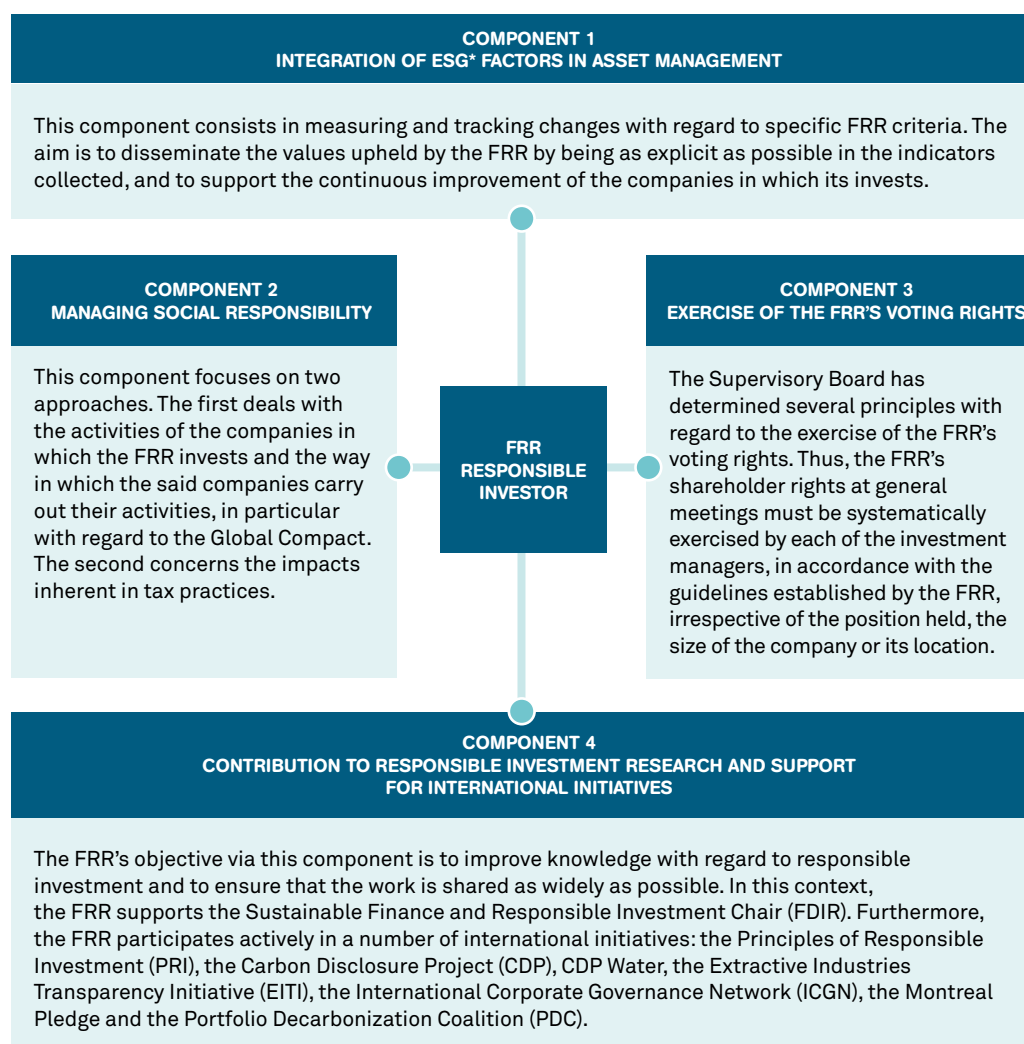 COMPONENT 1
INTEGRATION OF ESG* FACTORS IN ASSET MANAGEMENT
This component consists in measuring and tracking changes with regard to specific FRR criteria. The
aim is to disseminate the values upheld by the FRR by being as explicit as possible in the indicators
collected, and to support the continuous improvement of the companies in which its invests.
COMPONENT 2
MANAGING SOCIAL RESPONSIBILITY
This component focuses on two
approaches. The first deals with
the activities of the companies in
which the FRR invests and the way
in which the said companies carry
out their activities, in particular
with regard to the Global Compact.
The second concerns the impacts
inherent in tax practices.
FRR
RESPONSIBLE
INVESTOR
COMPONENT 3
EXERCISE OF THE FRR'S VOTING RIGHTS
The Supervisory Board has
determined several principles with
regard to the exercise of the FRR's
voting rights. Thus, the FRR's
shareholder rights at general
meetings must be systematically
exercised by each of the investment
managers, in accordance with the
guidelines established by the FRR,
irrespective of the position held, the
size of the company or its location.
COMPONENT 4
CONTRIBUTION TO RESPONSIBLE INVESTMENT RESEARCH AND SUPPORT
FOR INTERNATIONAL INITIATIVES
The FRR's objective via this component is to improve knowledge with regard to responsible
investment and to ensure that the work is shared as widely as possible. In this context,
the FRR supports the Sustainable Finance and Responsible Investment Chair (FDIR). Furthermore,
the FRR participates actively in a number of international initiatives: the Principles of Responsible
Investment (PRI), the Carbon Disclosure Project (CDP), CDP Water, the Extractive Industries
Transparency Initiative (EITI), the International Corporate Governance Network (ICGN), the Montreal
Pledge and the Portfolio Decarbonization Coalition (PDC).